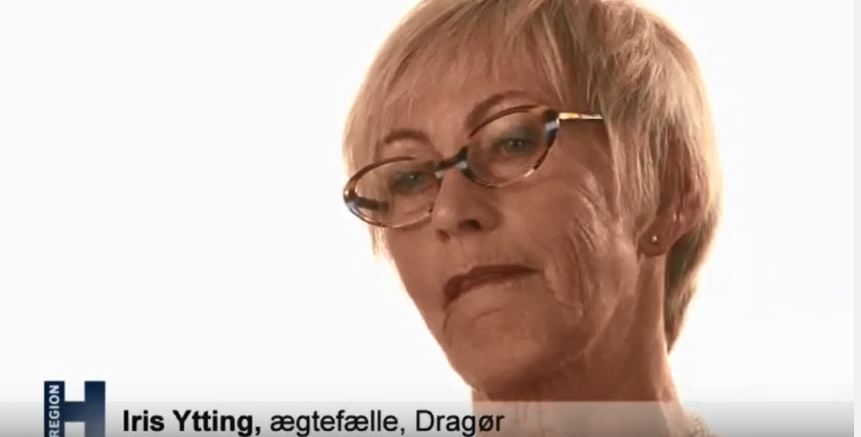 REGION
H
Iris Ytting, ægtefælle, Dragør